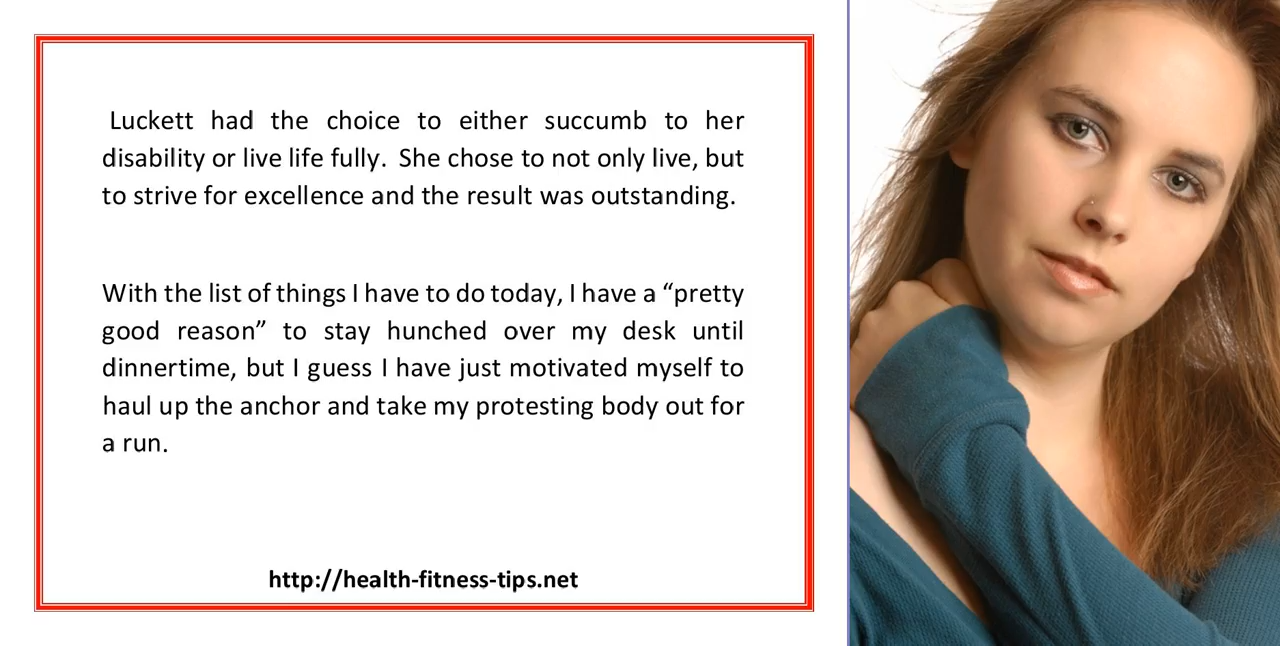 Luckett had the choice to either succumb to her
disability or live life fully.  She chose to not only live, but
to strive for excellence and the result was outstanding.
With the list of things I have to do today, I have a “pretty
good reason” to stay hunched over my desk until
dinnertime, but I guess I have just motivated myself to
haul up the anchor and take my protesting body out for
a run.
http://health-fitness-tips.net